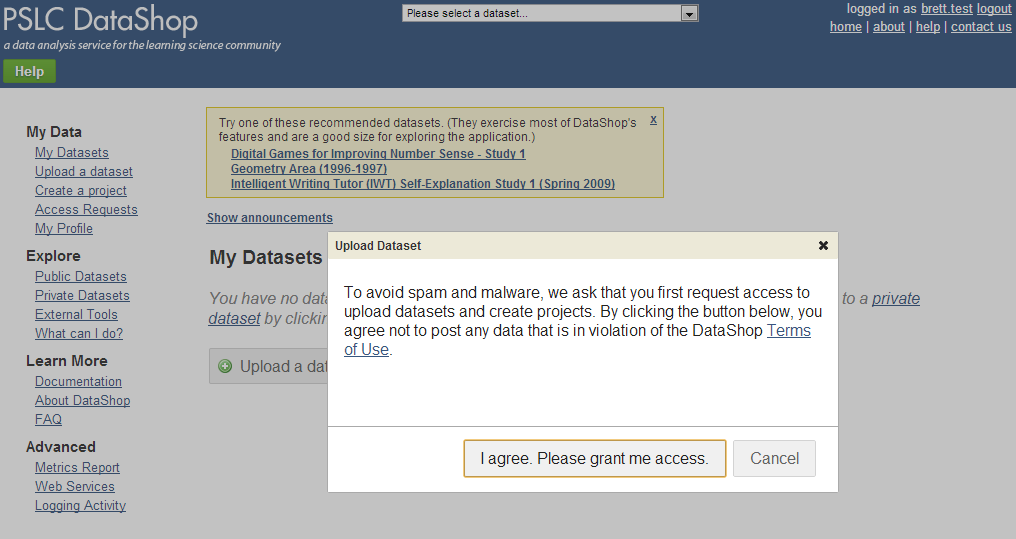 PSLC DataShop
a data analysis service for the learning science community
Please select a dataset...
logged in as brett.test logout
home | about | help | contact us
Help
My Data
My Datasets
Upload a dataset
Create a project
Access Requests
My Profile
Explore
Public Datasets
Private Datasets
External Tools
What can I do?
Learn More
Documentation
About DataShop
FAQ
Advanced
Metrics Report
Web Services
Logging Activity
Try one of these recommended datasets. (They exercise most of DataShop's
features and are a good size for exploring the application.)
x
Digital Games for Improving Number Sense - Study 1
Geometry Area (1996-1997)
Intelligent Writing Tutor (IWT) Self-Explanation Study 1 (Spring 2009)
Show announcements
My Datasets
You have no
to a private
dataset by
Upload a
Upload Dataset
To avoid spam and malware, we ask that you first request access to
upload datasets and create projects. By clicking the button below, you
agree not to post any data that is in violation of the DataShop Terms
of Use.
I agree. Please grant me access.
Cancel